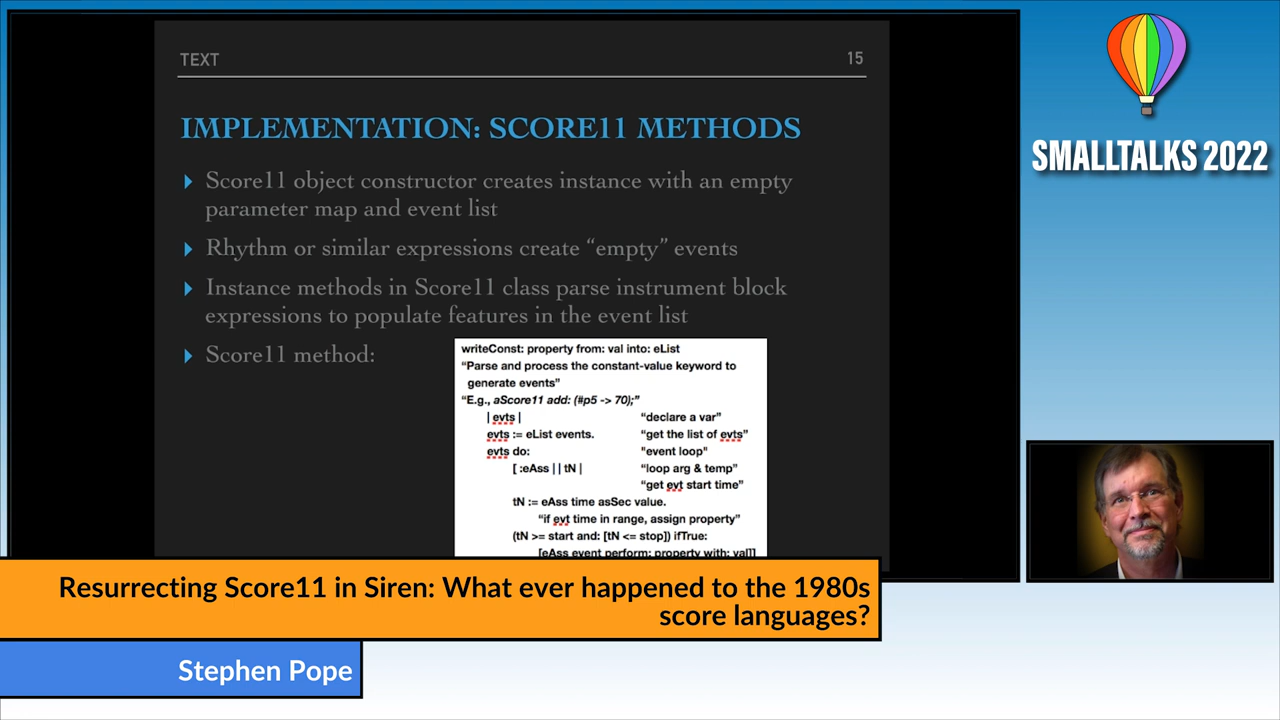 TEXT
15
IMPLEMENTATION: SCORE11 METHODS
Score11 object constructor creates instance with an empty
parameter map and event list
Rhythm or similar expressions create “empty” events
Instance methods in Score11 class parse instrument block
expressions to populate features in the event list
Score11 method:
writeConst: property from: val into: eList
“Parse and process the constant-value keyword to
generate events”
“E.g., aScore11 add: (#p5 -> 70);”
| evts | “declare a var”
evts := eList events. “get the list of evts”
evts do: “event loop”
[ :eAss | | tN | “loop arg & temp”
“get evt start time”
tN := eAss time asSec value.
“if evt time in range, assign property”
(tN >= start and: [tN <= stop]) ifTrue:
[eAss event perform: property with: val]]
SMALLTALKS 2022
Resurrecting Score11 in Siren: What ever happened to the 1980s
score languages?
Stephen Pope